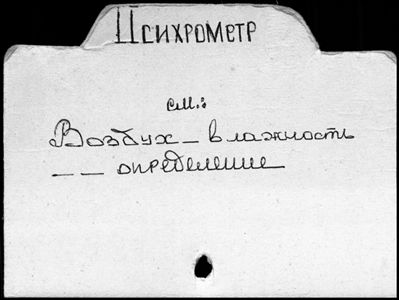 Психрометр
см.:
Воздух – влажность
– – определение